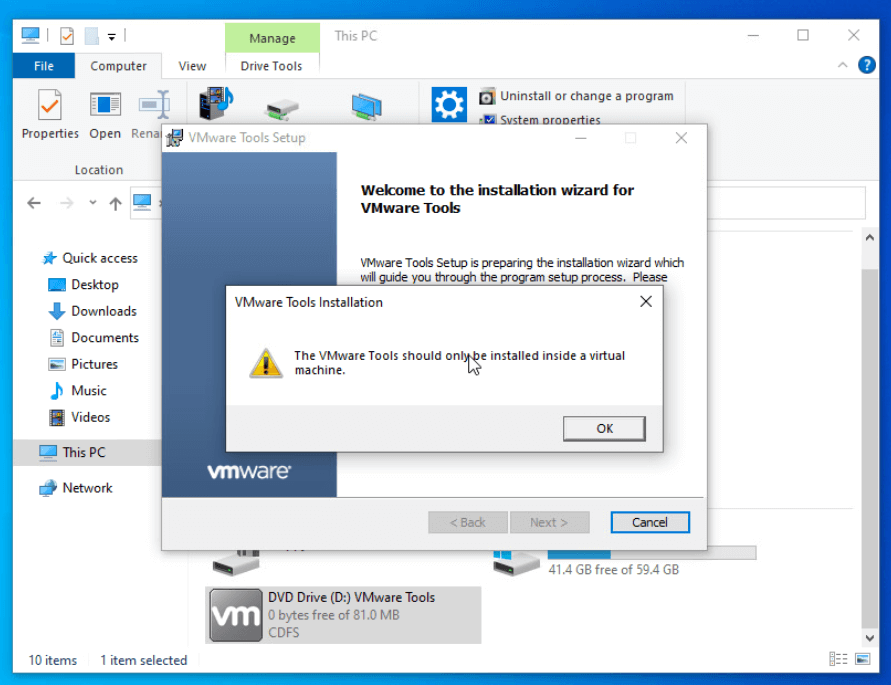 Manage
This PC
File
Computer
View
Drive Tools
Properties
Open
Rena
Uninstall or change a program
System properties
Location
VMware Tools Setup
Welcome to the installation wizard for
VMware Tools
VMware Tools Setup is preparing the installation wizard which
will guide you through the program setup process. Please
VMware Tools Installation
The VMware Tools should only be installed inside a virtual
machine.
OK
vmware
< Back
Next >
Cancel
Quick access
Desktop
Downloads
Documents
Pictures
Music
Videos
This PC
Network
41.4 GB free of 59.4 GB
vm
DVD Drive (D:) VMware Tools
0 bytes free of 81.0 MB
CDFS
10 items
1 item selected